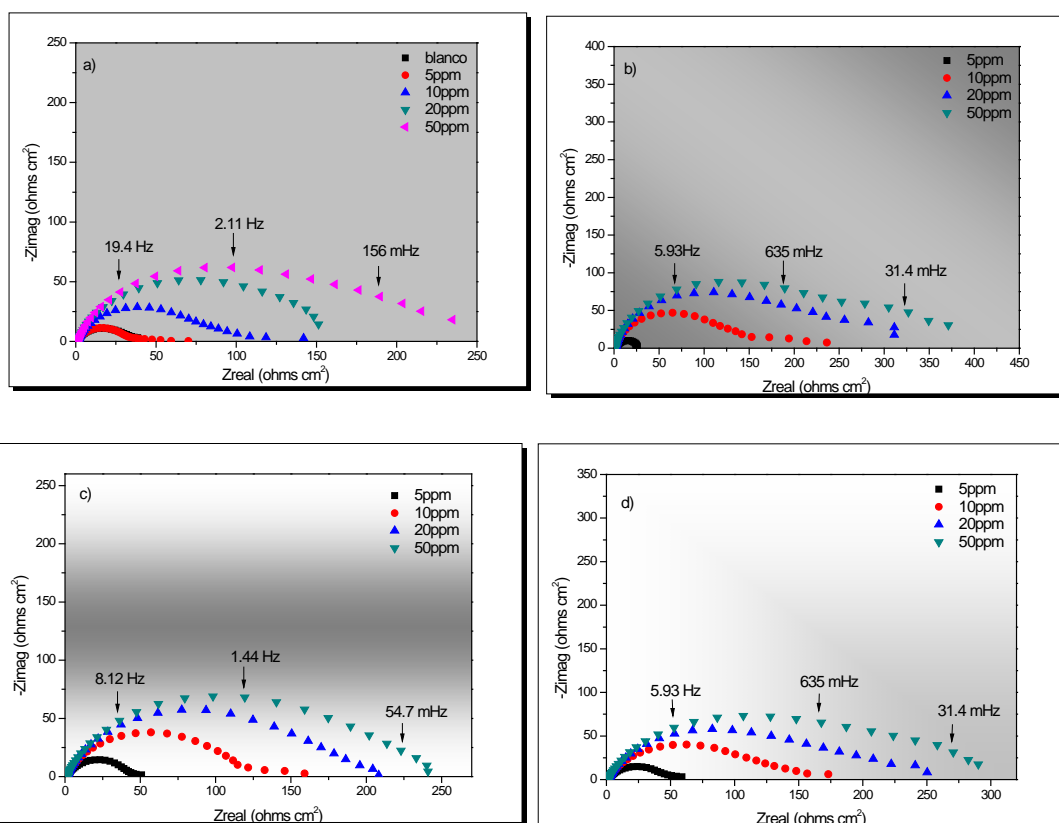 a)
blanco
5ppm
10ppm
20ppm
50ppm
250
200
150
100
50
0
-Zimag (ohms cm²)
19.4 Hz
2.11 Hz
156 mHz
0 50 100 150 200 250
Zreal (ohms cm²)
b)
5ppm
10ppm
20ppm
50ppm
400
350
300
250
200
150
100
50
0
-Zimag (ohms cm²)
5.93Hz
635 mHz
31.4 mHz
0 50 100 150 200 250 300 350 400 450
Zreal (ohms cm²)
c)
5ppm
10ppm
20ppm
50ppm
250
200
150
100
50
0
-Zimag (ohms cm²)
8.12 Hz
1.44 Hz
54.7 mHz
0 50 100 150 200 250 300
Zreal (ohms cm²)
d)
5ppm
10ppm
20ppm
50ppm
350
300
250
200
150
100
50
0
-Zimag (ohms cm²)
5.93 Hz
635 mHz
31.4 mHz
0 50 100 150 200 250 300
Zreal (ohms cm²)